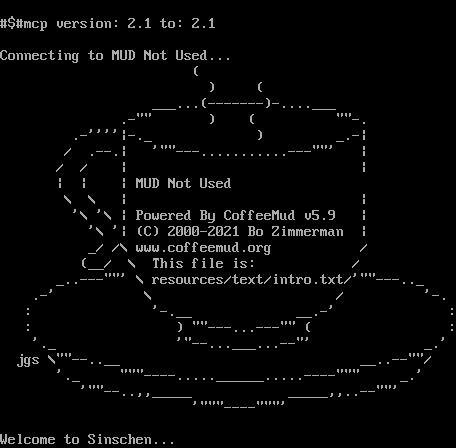 #$#mcp version: 2.1 to: 2.1
Connecting to MUD Not Used...
MUD Not Used
Powered By CoffeeMud v5.9
(C) 2000-2021 Bo Zimmerman
www.coffeemud.org
This file is:
resources/text/intro.txt
jgs
Welcome to Sinschen...